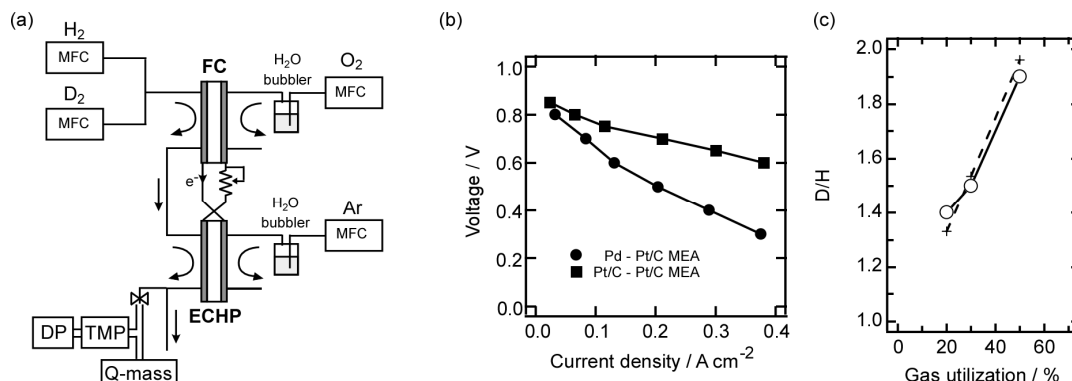 (a)
H₂
MFC
D₂
MFC
FC
H₂O
bubbler
O₂
MFC
e⁻
H₂O
bubbler
Ar
MFC
ECHP
DP
TMP
Q-mass
(b)
Voltage / V
1.0
0.8
0.6
0.4
0.2
0.0
Pd - Pt/C MEA
Pt/C - Pt/C MEA
0.0 0.1 0.2 0.3 0.4
Current density / A cm⁻²
(c)
D/H
2.0
1.8
1.6
1.4
1.2
1.0
0 20 40 60
Gas utilization / %